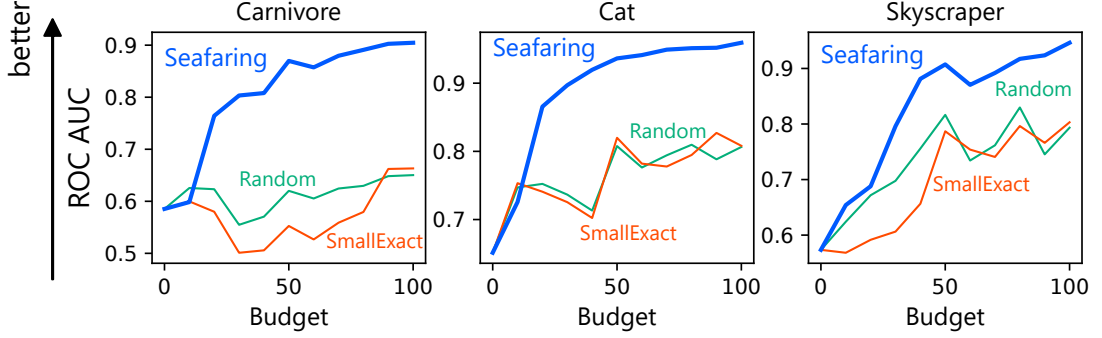 better
ROC AUC
Carnivore
0.9
0.8
0.7
0.6
0.5
Seafaring
Random
SmallExact
0
50
100
Budget
Cat
0.9
0.8
0.7
Seafaring
Random
SmallExact
0
50
100
Budget
Skyscraper
0.9
0.8
0.7
0.6
Seafaring
Random
SmallExact
0
50
100
Budget